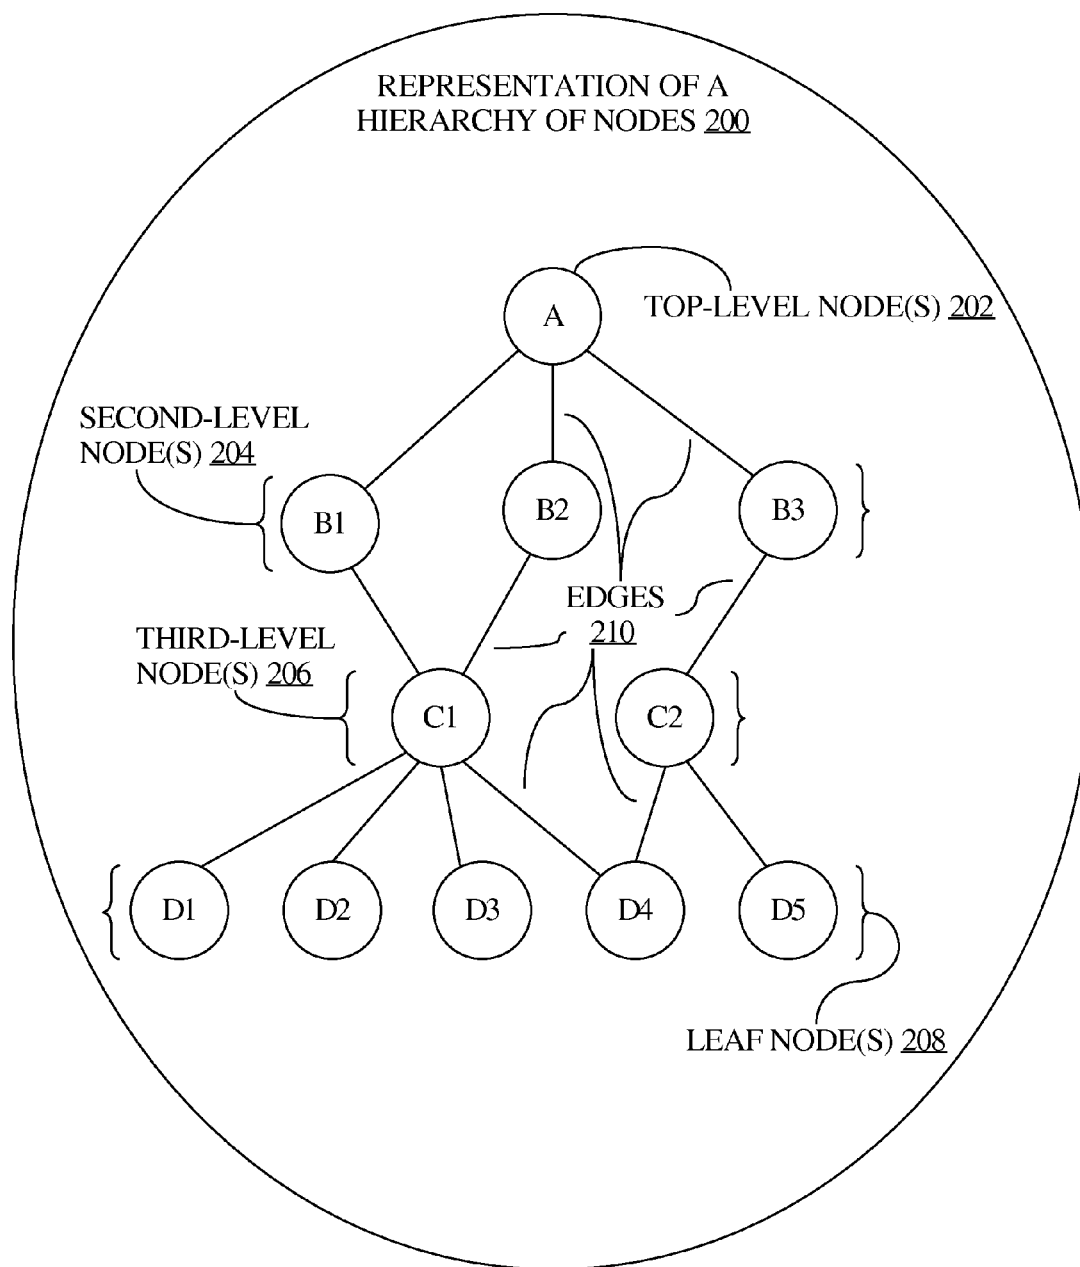 REPRESENTATION OF A
HIERARCHY OF NODES 200
A
TOP-LEVEL NODE(S) 202
SECOND-LEVEL
NODE(S) 204
B1
B2
B3
EDGES
210
THIRD-LEVEL
NODE(S) 206
C1
C2
D1
D2
D3
D4
D5
LEAF NODE(S) 208